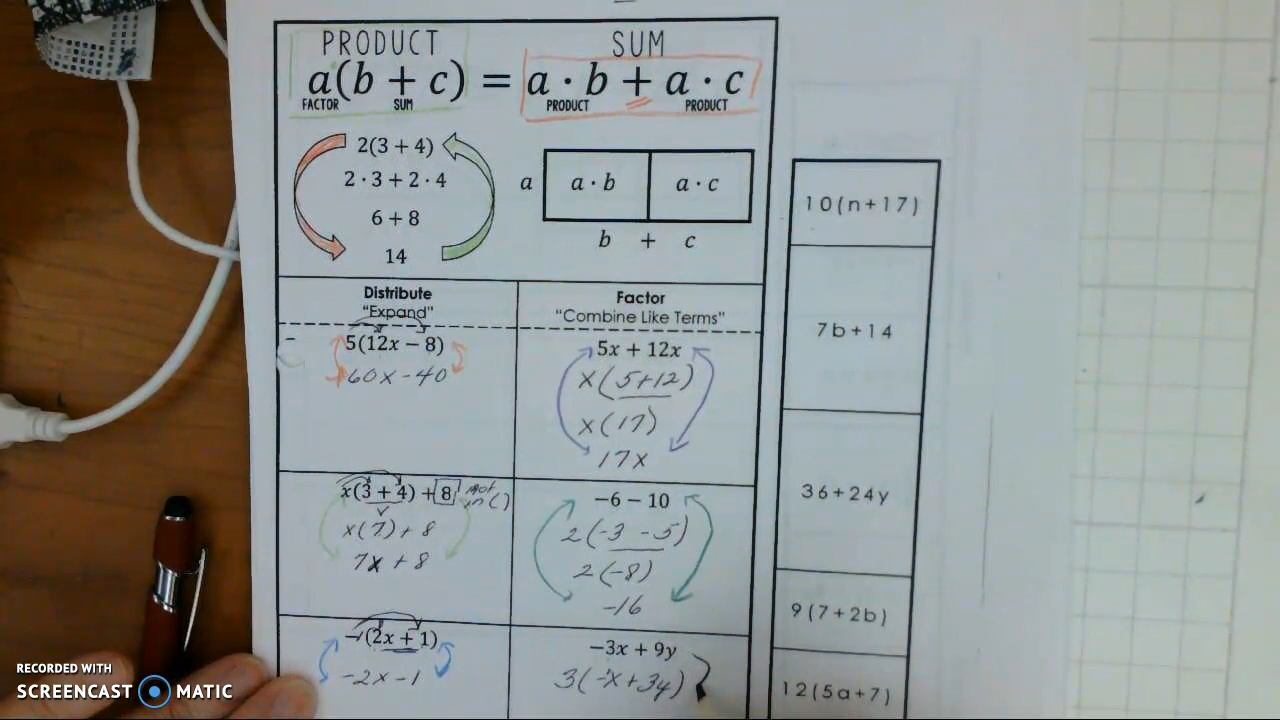 PRODUCT
SUM
a(b + c) = a · b + a · c
FACTOR SUM PRODUCT PRODUCT
2(3 + 4)
2 · 3 + 2 · 4
6 + 8
14
a
a · b
a · c
b + c
Distribute
"Expand"
Factor
"Combine Like Terms"
5(12x − 8)
60x - 40
5x + 12x
x(5+12)
x(17)
17x
x(3 + 4) + 8 not in ( )
x(7) + 8
7x + 8
−6 − 10
2(-3 - 5)
2(-8)
-16
−(2x + 1)
-2x - 1
−3x + 9y
3(-x + 3y)
10(n+17)
7b+14
36+24y
9(7+2b)
12(5a+7)
RECORDED WITH
SCREENCAST MATIC